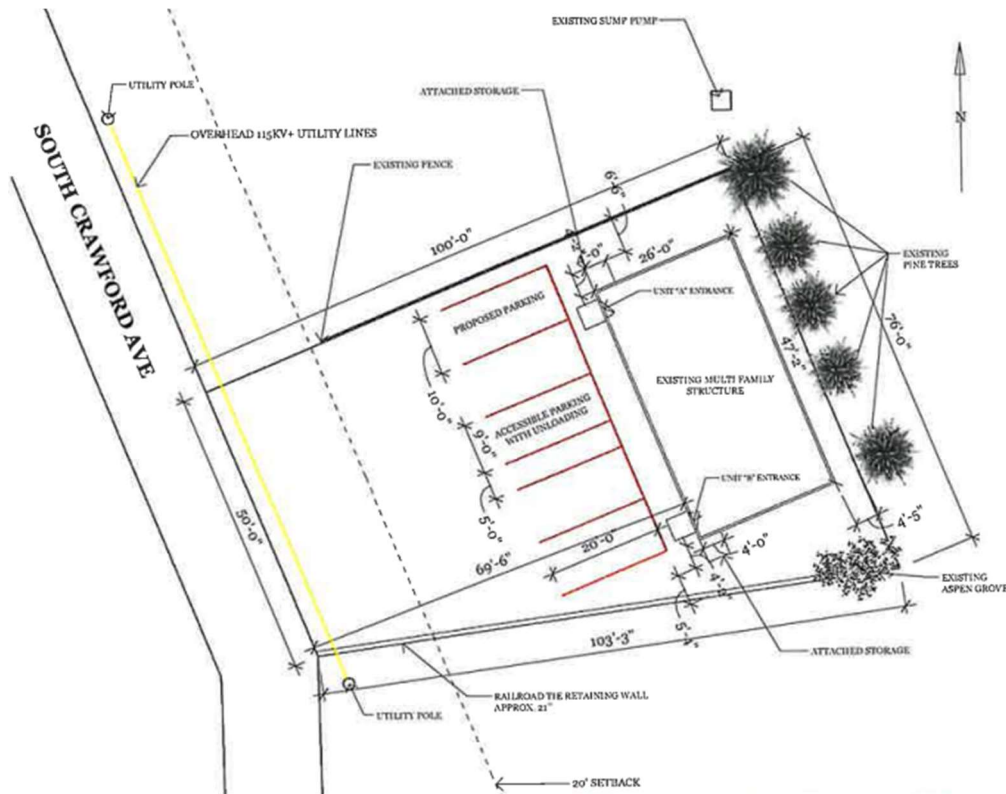 EXISTING SUMP PUMP
UTILITY POLE
ATTACHED STORAGE
OVERHEAD 115KV+ UTILITY LINES
N
SOUTH CRAWFORD AVE
EXISTING FENCE
6'-6"
100'-0"
26'-0"
EXISTING
PINE TREES
UNIT "A" ENTRANCE
PROPOSED PARKING
76'-0"
47'-2"
10'-0"
EXISTING MULTI FAMILY
STRUCTURE
ACCESSIBLE PARKING
WITH UNLOADING
9'-0"
UNIT "B" ENTRANCE
5'-0"
50'-0"
4'-5"
20'-0"
69'-6"
4'-0"
EXISTING
ASPEN GROVE
5'-4"
103'-3"
ATTACHED STORAGE
RAILROAD TIE RETAINING WALL
APPROX. 21"
UTILITY POLE
20' SETBACK